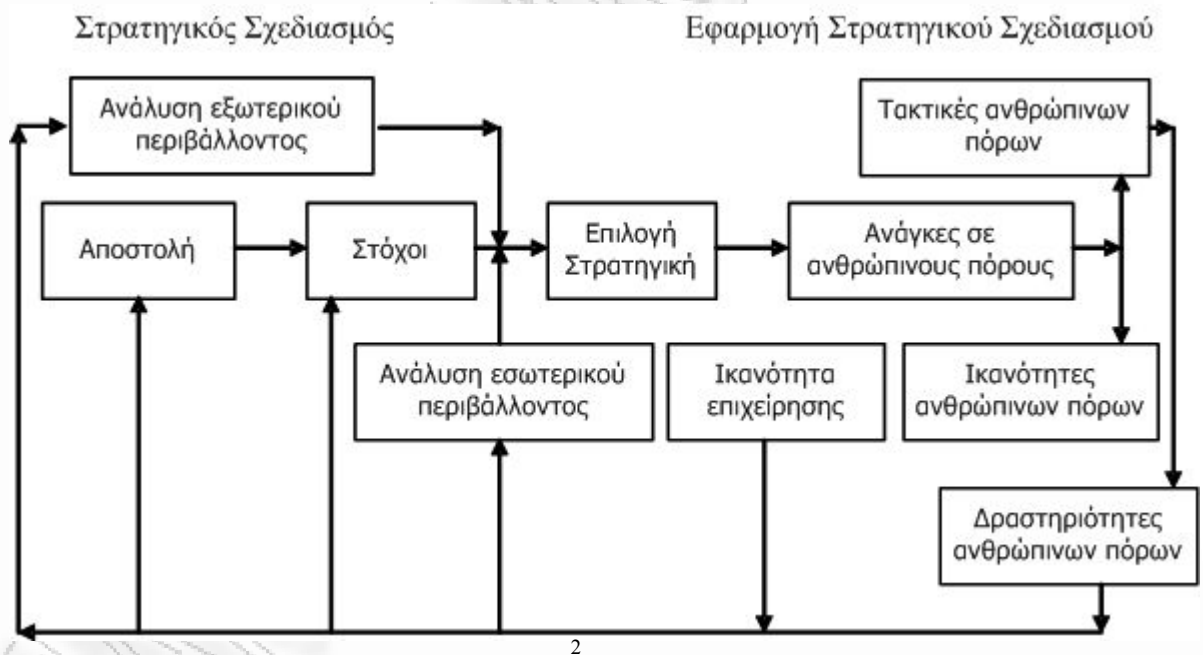 Στρατηγικός Σχεδιασμός
Εφαρμογή Στρατηγικού Σχεδιασμού
Ανάλυση εξωτερικού
περιβάλλοντος
Τακτικές ανθρώπινων
πόρων
Αποστολή
Στόχοι
Επιλογή
Στρατηγική
Ανάγκες σε
ανθρώπινους πόρους
Ανάλυση εσωτερικού
περιβάλλοντος
Ικανότητα
επιχείρησης
Ικανότητες
ανθρώπινων πόρων
Δραστηριότητες
ανθρώπινων πόρων
2